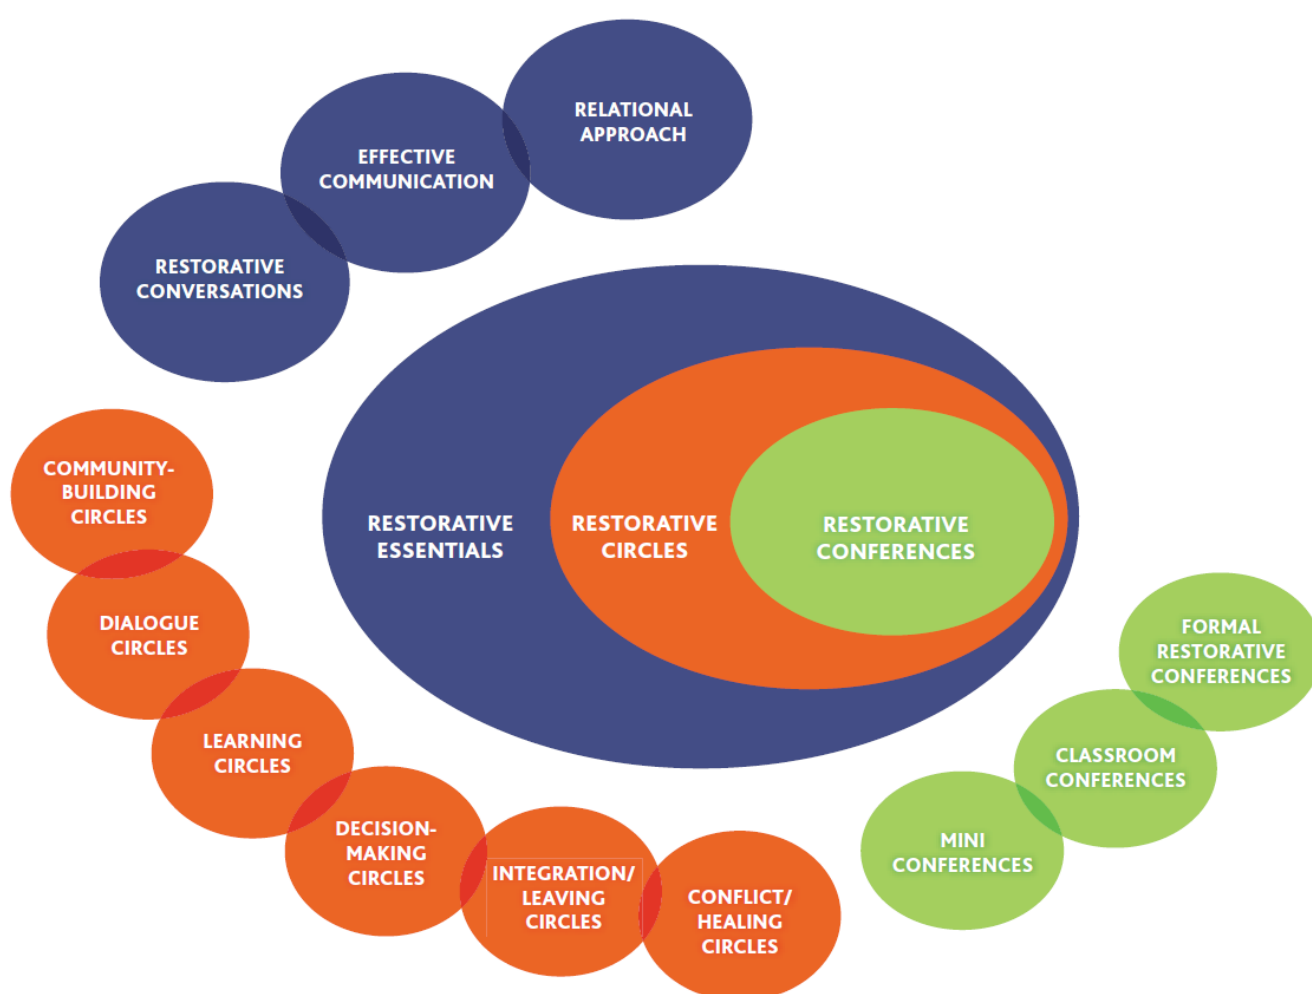 RELATIONAL
APPROACH
EFFECTIVE
COMMUNICATION
RESTORATIVE
CONVERSATIONS
COMMUNITY-
BUILDING
CIRCLES
DIALOGUE
CIRCLES
LEARNING
CIRCLES
DECISION-
MAKING
CIRCLES
INTEGRATION/
LEAVING
CIRCLES
CONFLICT/
HEALING
CIRCLES
RESTORATIVE
ESSENTIALS
RESTORATIVE
CIRCLES
RESTORATIVE
CONFERENCES
FORMAL
RESTORATIVE
CONFERENCES
CLASSROOM
CONFERENCES
MINI
CONFERENCES